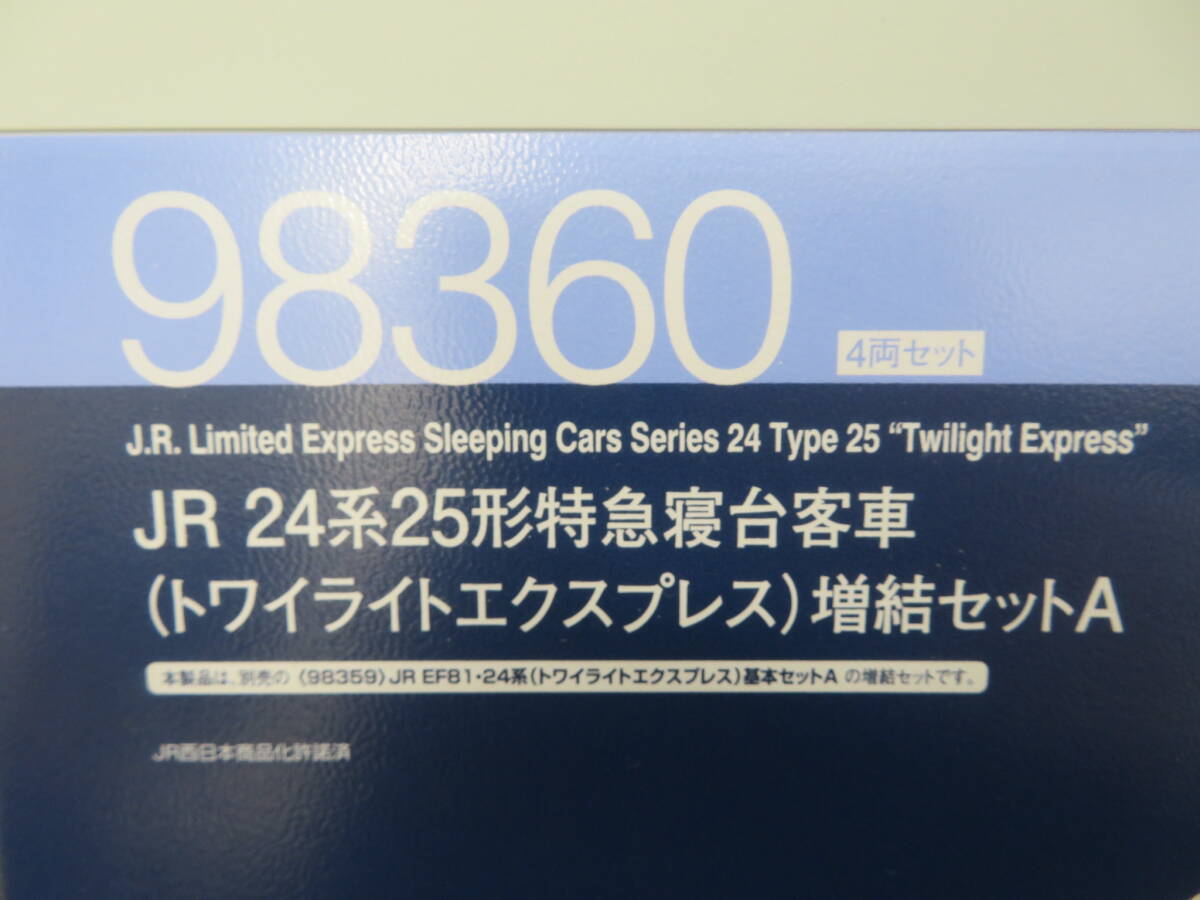 98360
4両セット
J.R. Limited Express Sleeping Cars Series 24 Type 25 “Twilight Express”
JR 24系25形特急寝台客車
(トワイライトエクスプレス)増結セットA
本製品は、別売の〈98359〉JR EF81・24系(トワイライトエクスプレス)基本セットA の増結セットです。
JR西日本商品化許諾済